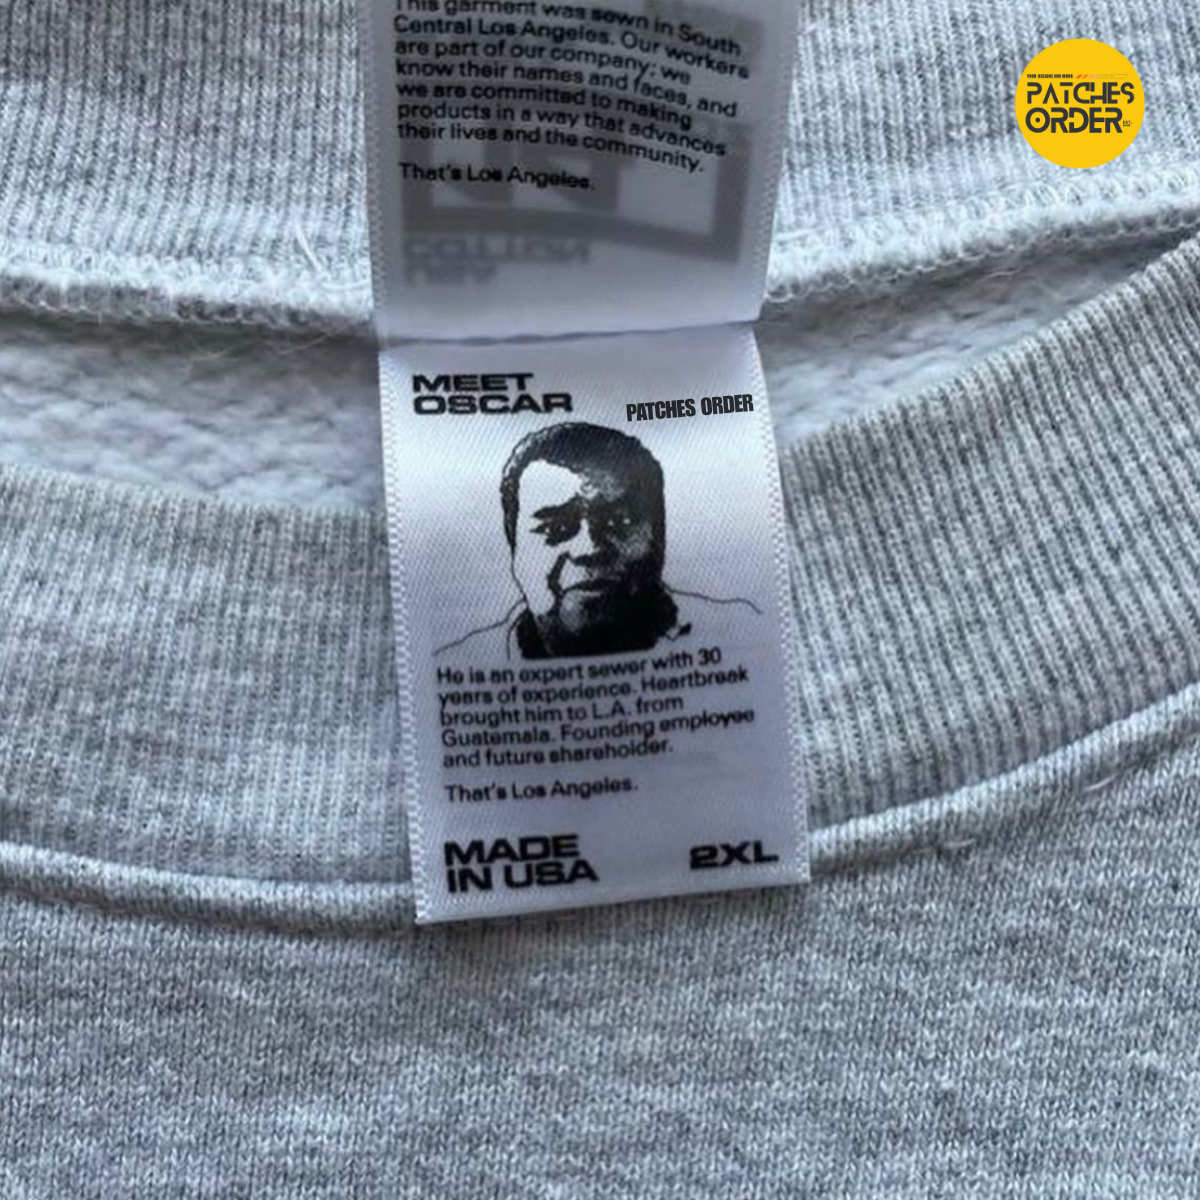 This garment was sewn in South
Central Los Angeles. Our workers
are part of our company; we
know their names and faces, and
we are committed to making
products in a way that advances
their lives and the community.
That's Los Angeles.
COTTON
PATCHES
ORDER
MEET
OSCAR
PATCHES ORDER
He is an expert sewer with 30
years of experience. Heartbreak
brought him to L.A. from
Guatemala. Founding employee
and future shareholder.
That's Los Angeles.
MADE
IN USA
2XL